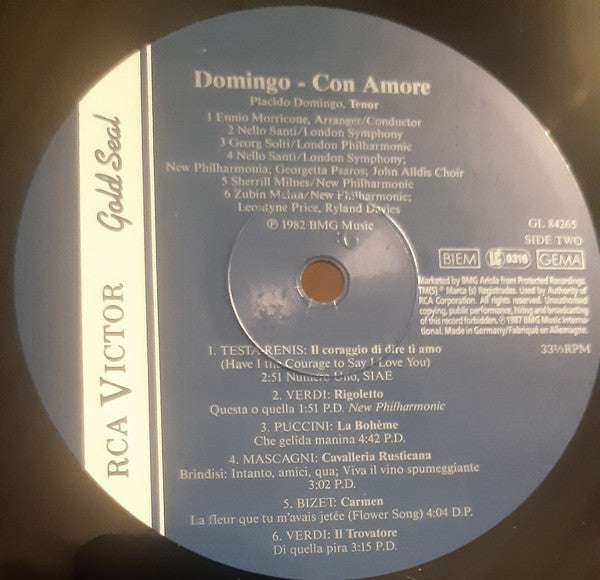 Domingo - Con Amore
Placido Domingo, Tenor
1 Ennio Morricone, Arranger/Conductor
2 Nello Santi/London Symphony
3 Georg Solti/London Philharmonic
4 Nello Santi/London Symphony;
New Philharmonia; Georgetta Psaros; John Alldis Choir
5 Sherrill Milnes/New Philharmonic
6 Zubin Mehta/New Philharmonic;
Leontyne Price, Ryland Davies
℗ 1982 BMG Music
RCA VICTOR Gold Seal
GL 84265
SIDE TWO
BIEM LC 0316 GEMA
Marketed by BMG Ariola from Protected Recordings.
TM(S) ® Marca (s) Registradas. Used by Authority of
RCA Corporation. All rights reserved. Unauthorised
copying, public performance, hiring and broadcasting
of this record forbidden. ℗ 1987 BMG Music Interna-
tional. Made in Germany/Fabriqué en Allemagne.
33⅓RPM
1. TESTA/RENIS: Il coraggio di dire ti amo
(Have I the Courage to Say I Love You)
2:51 Numero Uno, SIAE
2. VERDI: Rigoletto
Questa o quella 1:51 P.D. New Philharmonic
3. PUCCINI: La Bohème
Che gelída manina 4:42 P.D.
4. MASCAGNI: Cavalleria Rusticana
Brindisi: Intanto, amici, qua; Viva il vino spumeggiante
3:02 P.D.
5. BIZET: Carmen
La fleur que tu m'avais jetée (Flower Song) 4:04 D.P.
6. VERDI: Il Trovatore
Di quella pira 3:15 P.D.